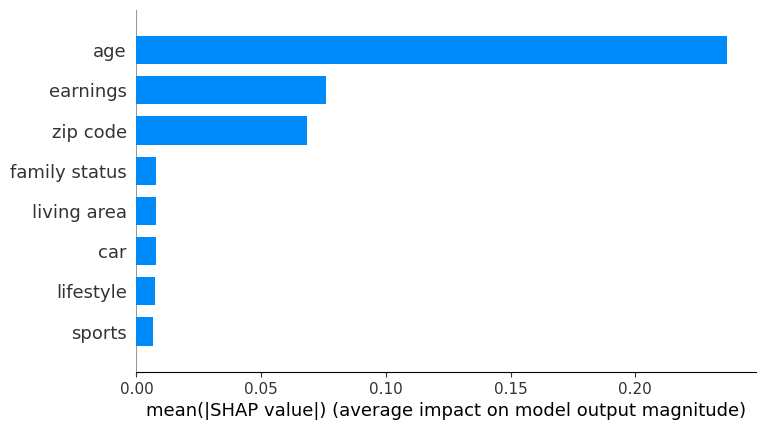 age
earnings
zip code
family status
living area
car
lifestyle
sports
0.00 0.05 0.10 0.15 0.20
mean(|SHAP value|) (average impact on model output magnitude)